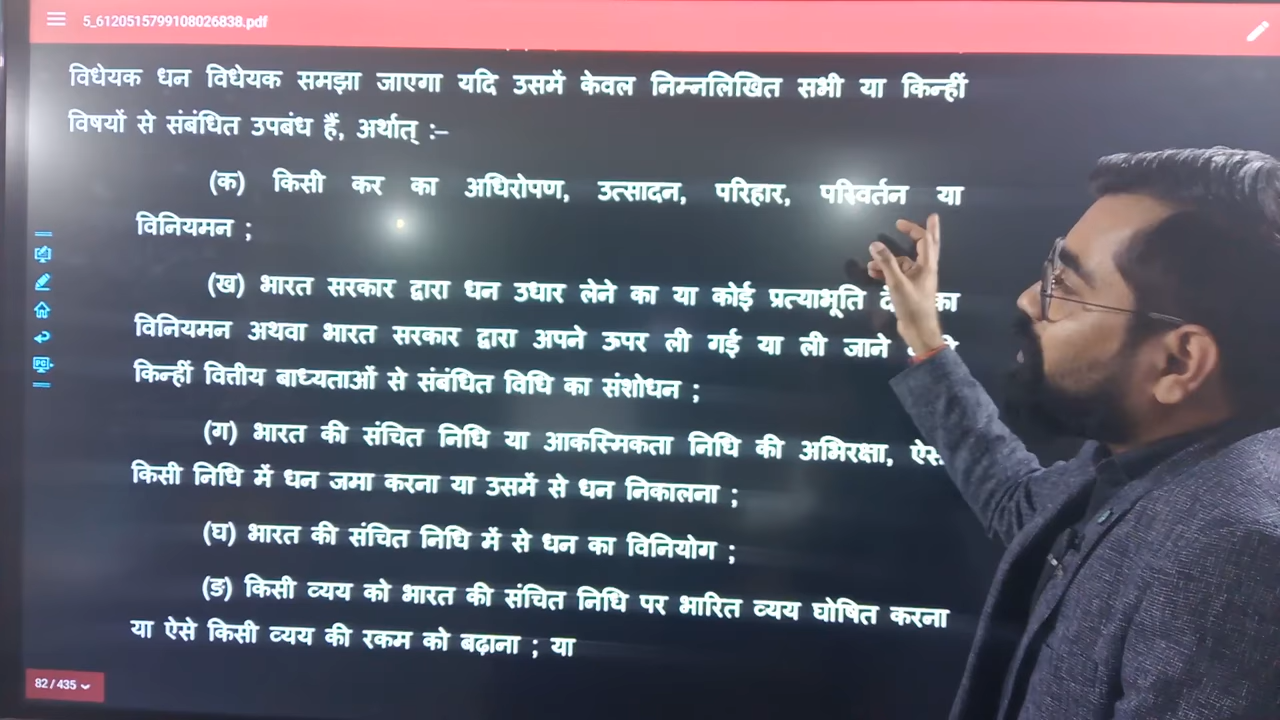 5_6120515799108026838.pdf
विधेयक धन विधेयक समझा जाएगा यदि उसमें केवल निम्नलिखित सभी या किन्हीं
विषयों से संबंधित उपबंध हैं, अर्थात् :–
(क) किसी कर का अधिरोपण, उत्सादन, परिहार, परिवर्तन या
विनियमन ;
(ख) भारत सरकार द्वारा धन उधार लेने का या कोई प्रत्याभूति का
विनियमन अथवा भारत सरकार द्वारा अपने ऊपर ली गई या ली जाने
किन्हीं वित्तीय बाध्यताओं से संबंधित विधि का संशोधन ;
(ग) भारत की संचित निधि या आकस्मिकता निधि की अभिरक्षा,
किसी निधि में धन जमा करना या उसमें से धन निकालना ;
(घ) भारत की संचित निधि में से धन का विनियोग ;
(ङ) किसी व्यय को भारत की संचित निधि पर भारित व्यय घोषित करना
या ऐसे किसी व्यय की रकम को बढ़ाना ; या
82 / 435